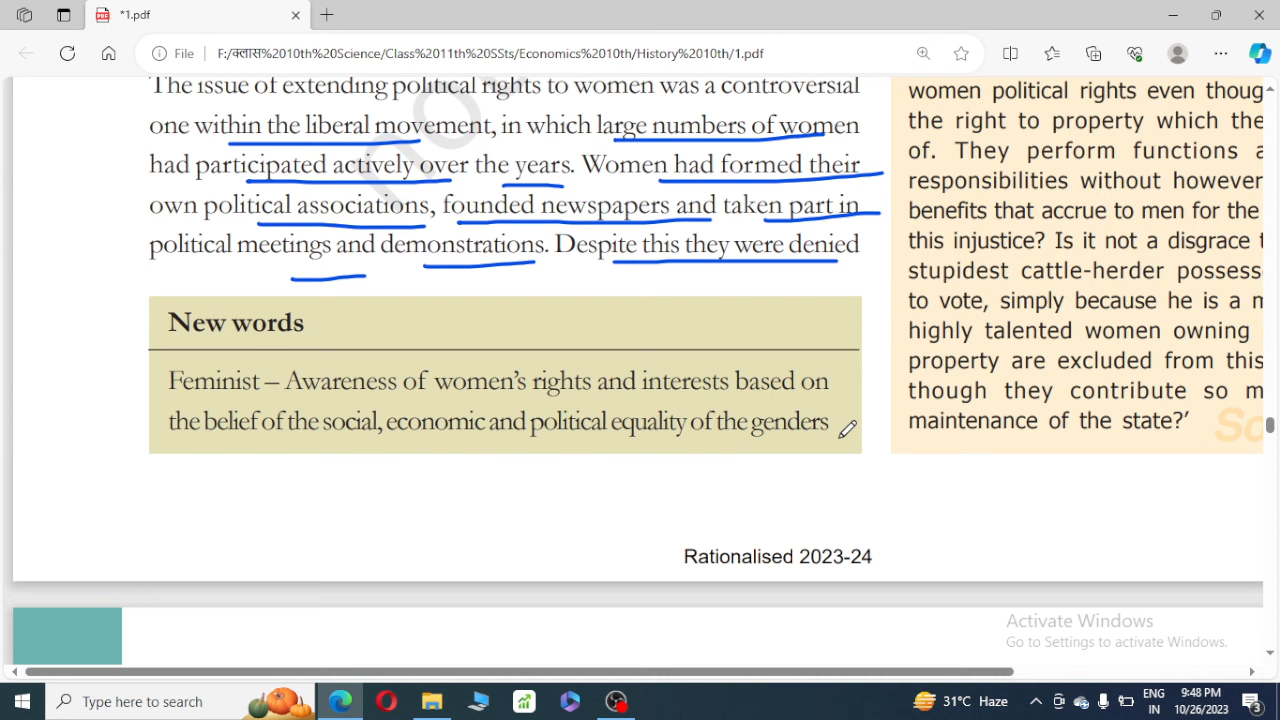 *1.pdf
File
F:/क्लास%2010th%20Science/Class%2011th%20SSts/Economics%2010th/History%2010th/1.pdf
The issue of extending political rights to women was a controversial
one within the liberal movement, in which large numbers of women
had participated actively over the years. Women had formed their
own political associations, founded newspapers and taken part in
political meetings and demonstrations. Despite this they were denied
New words
Feminist – Awareness of women's rights and interests based on
the belief of the social, economic and political equality of the genders
women political rights even thoug
the right to property which the
of. They perform functions a
responsibilities without however
benefits that accrue to men for the
this injustice? Is it not a disgrace t
stupidest cattle-herder possess
to vote, simply because he is a m
highly talented women owning
property are excluded from this
though they contribute so m
maintenance of the state?'
So
no
Rationalised 2023-24
Activate Windows
Go to Settings to activate Windows.
Type here to search
31°C Haze
ENG
IN
9:48 PM
10/26/2023
3